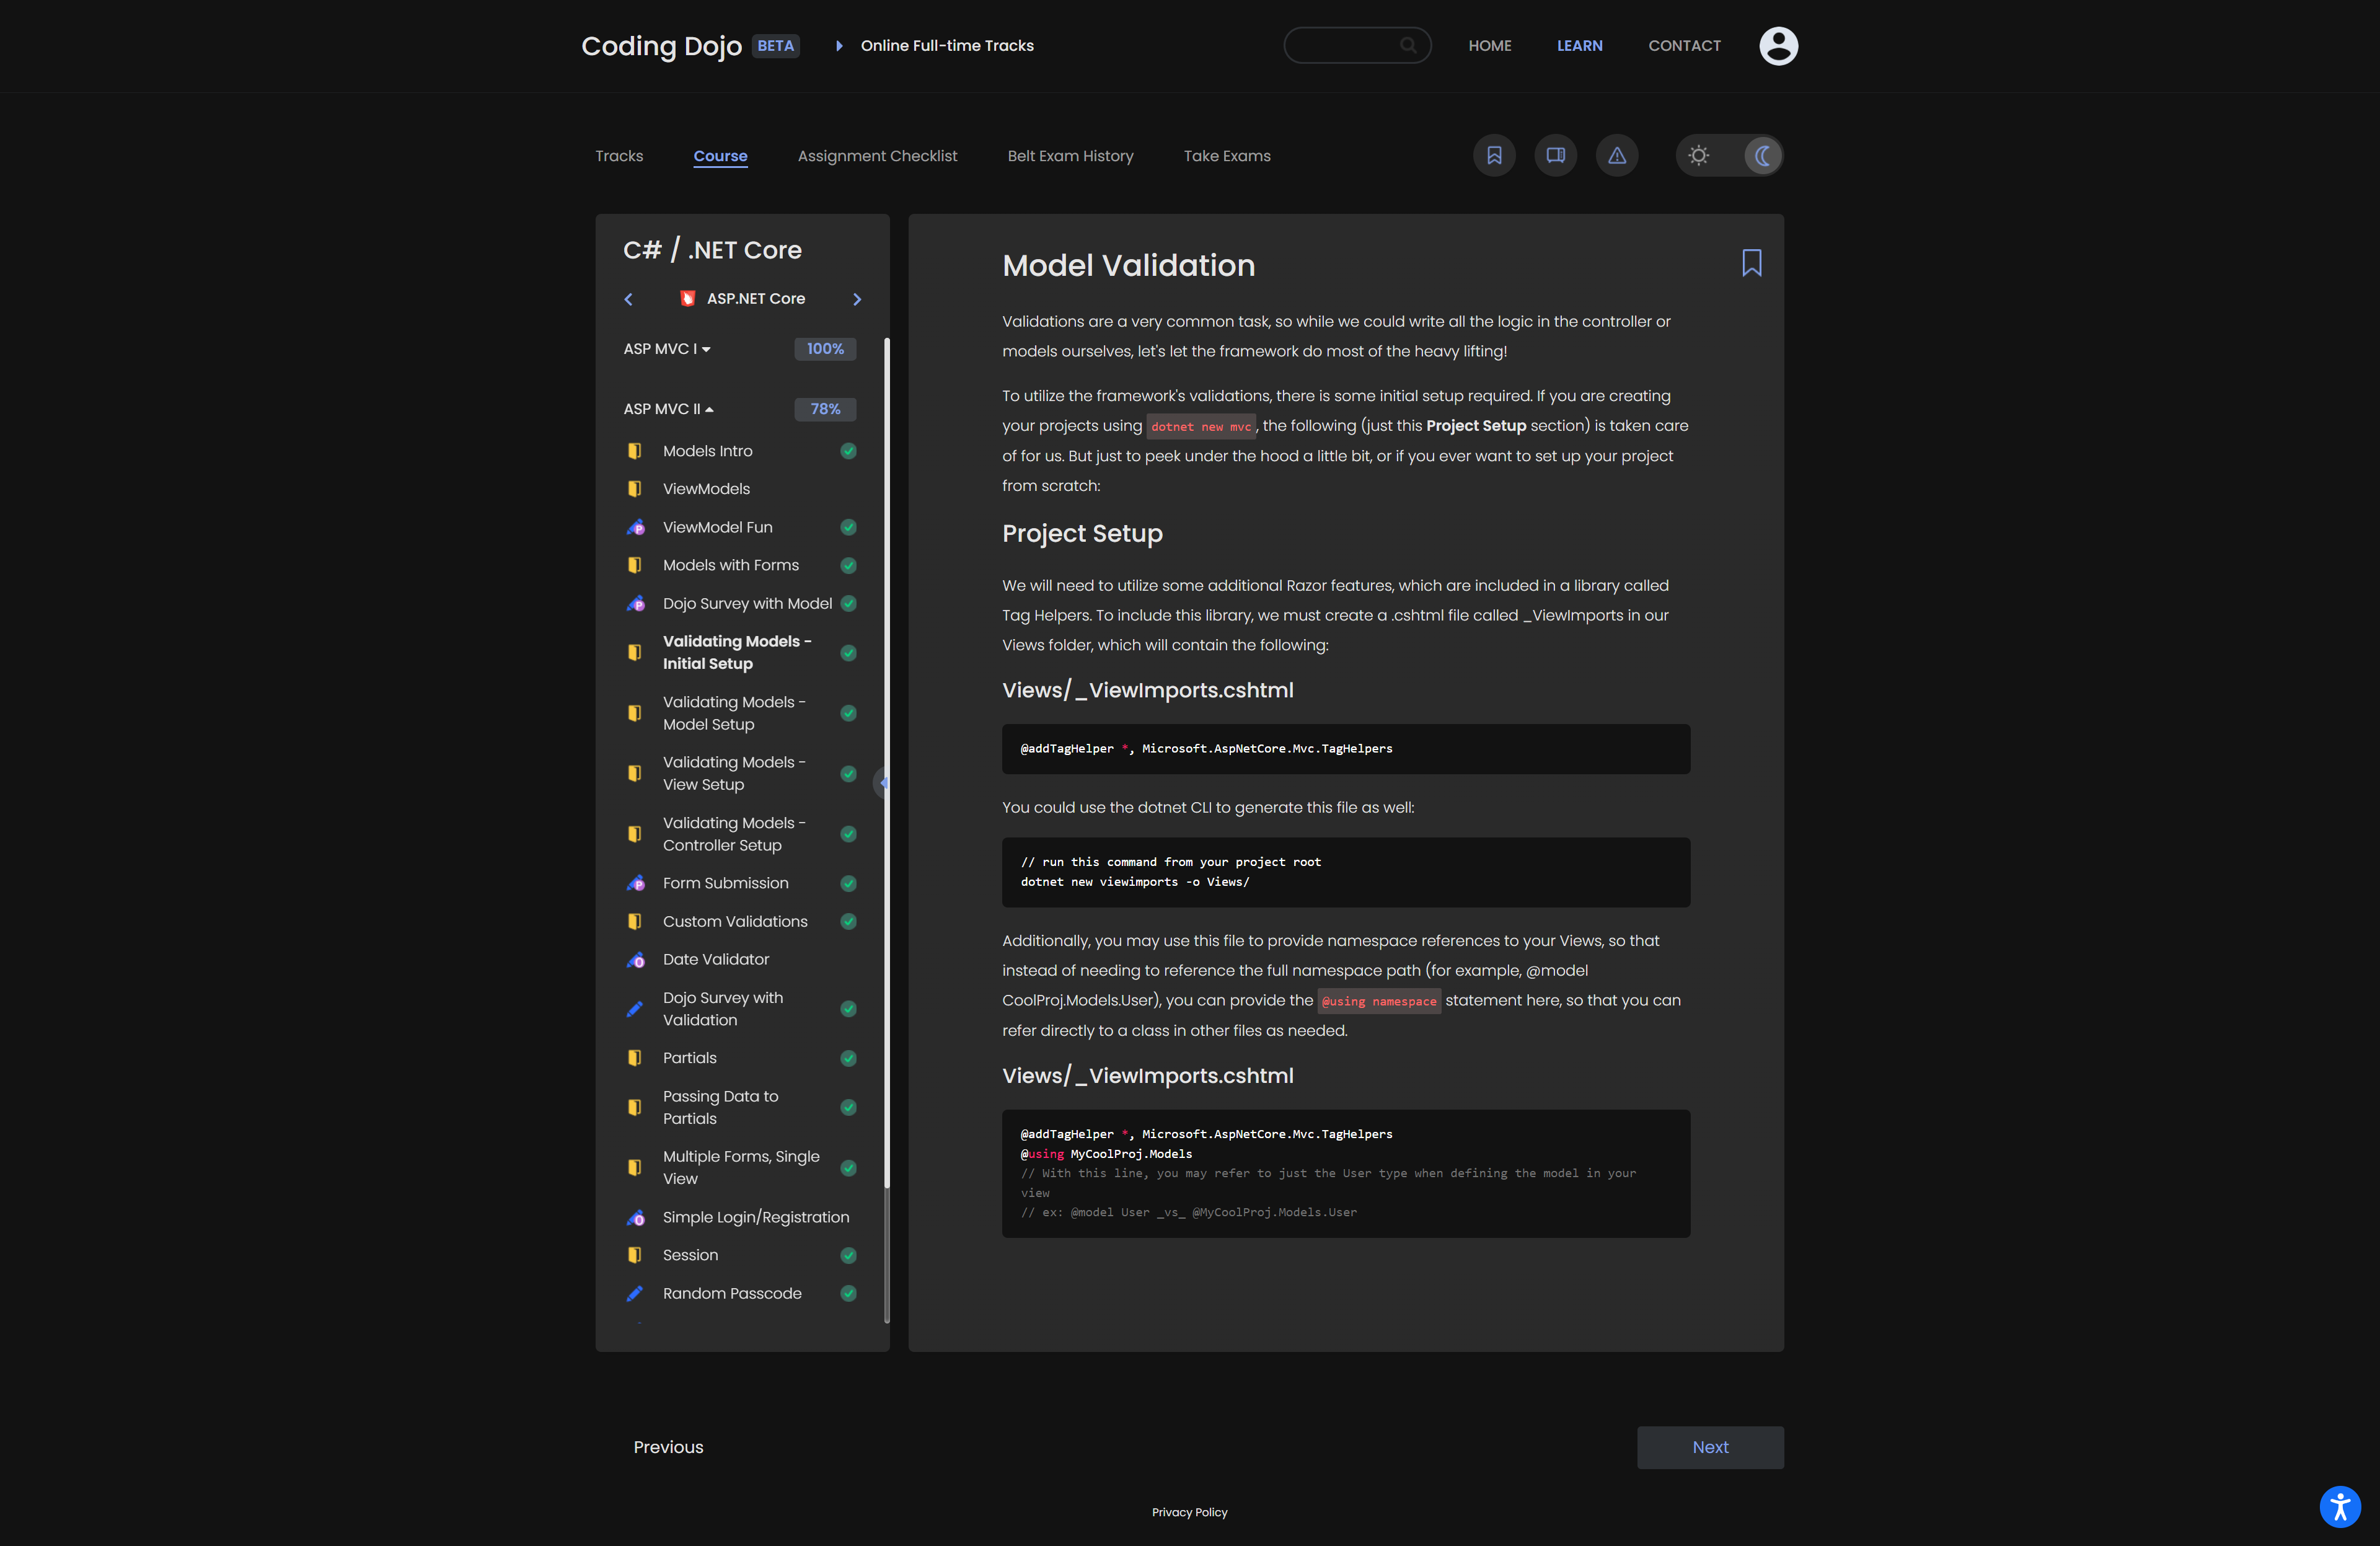 Coding Dojo BETA Online Full-time Tracks HOME LEARN CONTACT
Tracks Course Assignment Checklist Belt Exam History Take Exams
C# / .NET Core
ASP.NET Core
ASP MVC I 100%
ASP MVC II 78%
Models Intro
ViewModels
P ViewModel Fun
Models with Forms
P Dojo Survey with Model
Validating Models -
Initial Setup
Validating Models -
Model Setup
Validating Models -
View Setup
Validating Models -
Controller Setup
P Form Submission
Custom Validations
O Date Validator
Dojo Survey with
Validation
Partials
Passing Data to
Partials
Multiple Forms, Single
View
O Simple Login/Registration
Session
Random Passcode
Model Validation
Validations are a very common task, so while we could write all the logic in the controller or
models ourselves, let's let the framework do most of the heavy lifting!
To utilize the framework's validations, there is some initial setup required. If you are creating
your projects using dotnet new mvc, the following (just this Project Setup section) is taken care
of for us. But just to peek under the hood a little bit, or if you ever want to set up your project
from scratch:
Project Setup
We will need to utilize some additional Razor features, which are included in a library called
Tag Helpers. To include this library, we must create a .cshtml file called _ViewImports in our
Views folder, which will contain the following:
Views/_ViewImports.cshtml
@addTagHelper *, Microsoft.AspNetCore.Mvc.TagHelpers
You could use the dotnet CLI to generate this file as well:
// run this command from your project root
dotnet new viewimports -o Views/
Additionally, you may use this file to provide namespace references to your Views, so that
instead of needing to reference the full namespace path (for example, @model
CoolProj.Models.User), you can provide the @using namespace statement here, so that you can
refer directly to a class in other files as needed.
Views/_ViewImports.cshtml
@addTagHelper *, Microsoft.AspNetCore.Mvc.TagHelpers
@using MyCoolProj.Models
// With this line, you may refer to just the User type when defining the model in your
view
// ex: @model User _vs_ @MyCoolProj.Models.User
Previous Next
Privacy Policy